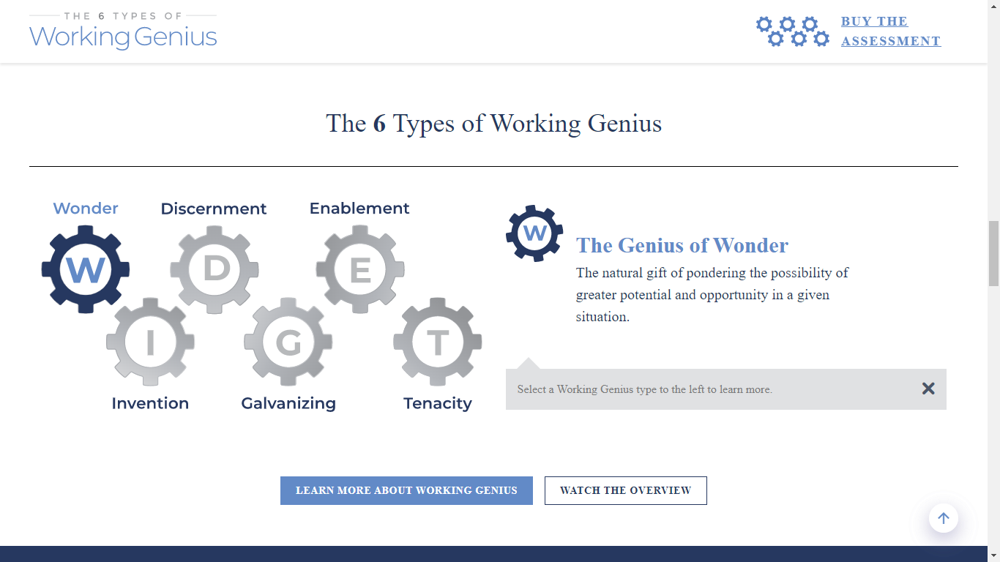 THE 6 TYPES OF
Working Genius
BUY THE
ASSESSMENT
The 6 Types of Working Genius
Wonder
Discernment
Enablement
W
D
E
I
G
T
Invention
Galvanizing
Tenacity
W
The Genius of Wonder
The natural gift of pondering the possibility of
greater potential and opportunity in a given
situation.
Select a Working Genius type to the left to learn more.
LEARN MORE ABOUT WORKING GENIUS
WATCH THE OVERVIEW